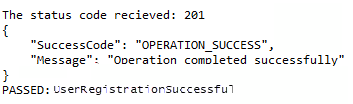 The status code recieved: 201
{
"SuccessCode": "OPERATION_SUCCESS",
"Message": "Operation completed successfully"
}
PASSED: UserRegistrationSuccessful